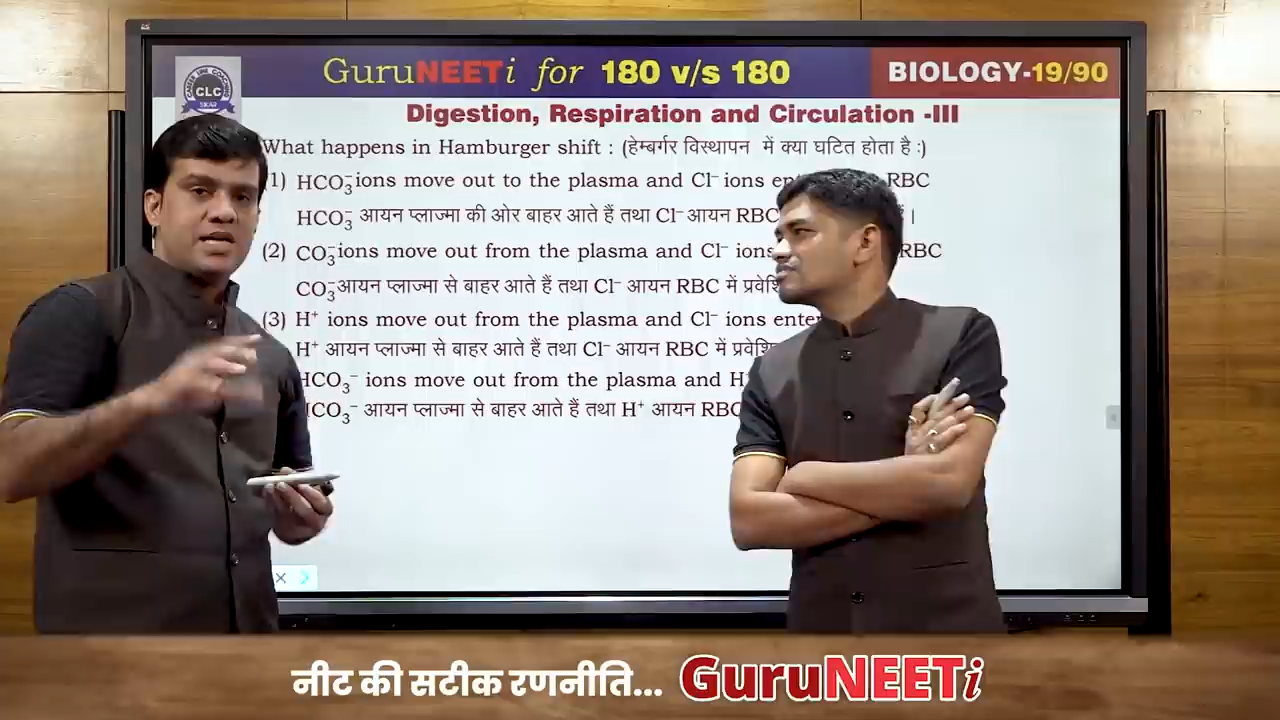 CAREER LINE COACHING
CLC
SIKAR
GuruNEETi for 180 v/s 180
BIOLOGY-19/90
Digestion, Respiration and Circulation -III
What happens in Hamburger shift : (हेम्बर्गर विस्थापन में क्या घटित होता है :)
(1) HCO₃⁻ ions move out to the plasma and Cl⁻ ions RBC
HCO₃⁻ आयन प्लाज्मा की ओर बाहर आते हैं तथा Cl⁻ आयन RBC
(2) CO₃⁻ ions move out from the plasma and Cl⁻ ions RBC
CO₃⁻ आयन प्लाज्मा से बाहर आते हैं तथा Cl⁻ आयन RBC में
(3) H⁺ ions move out from the plasma and Cl⁻ ions enter
H⁺ आयन प्लाज्मा से बाहर आते हैं तथा Cl⁻ आयन RBC में
HCO₃⁻ ions move out from the plasma and H
HCO₃⁻ आयन प्लाज्मा से बाहर आते हैं तथा H⁺ आयन RBC
नीट की सटीक रणनीति... GuruNEETi